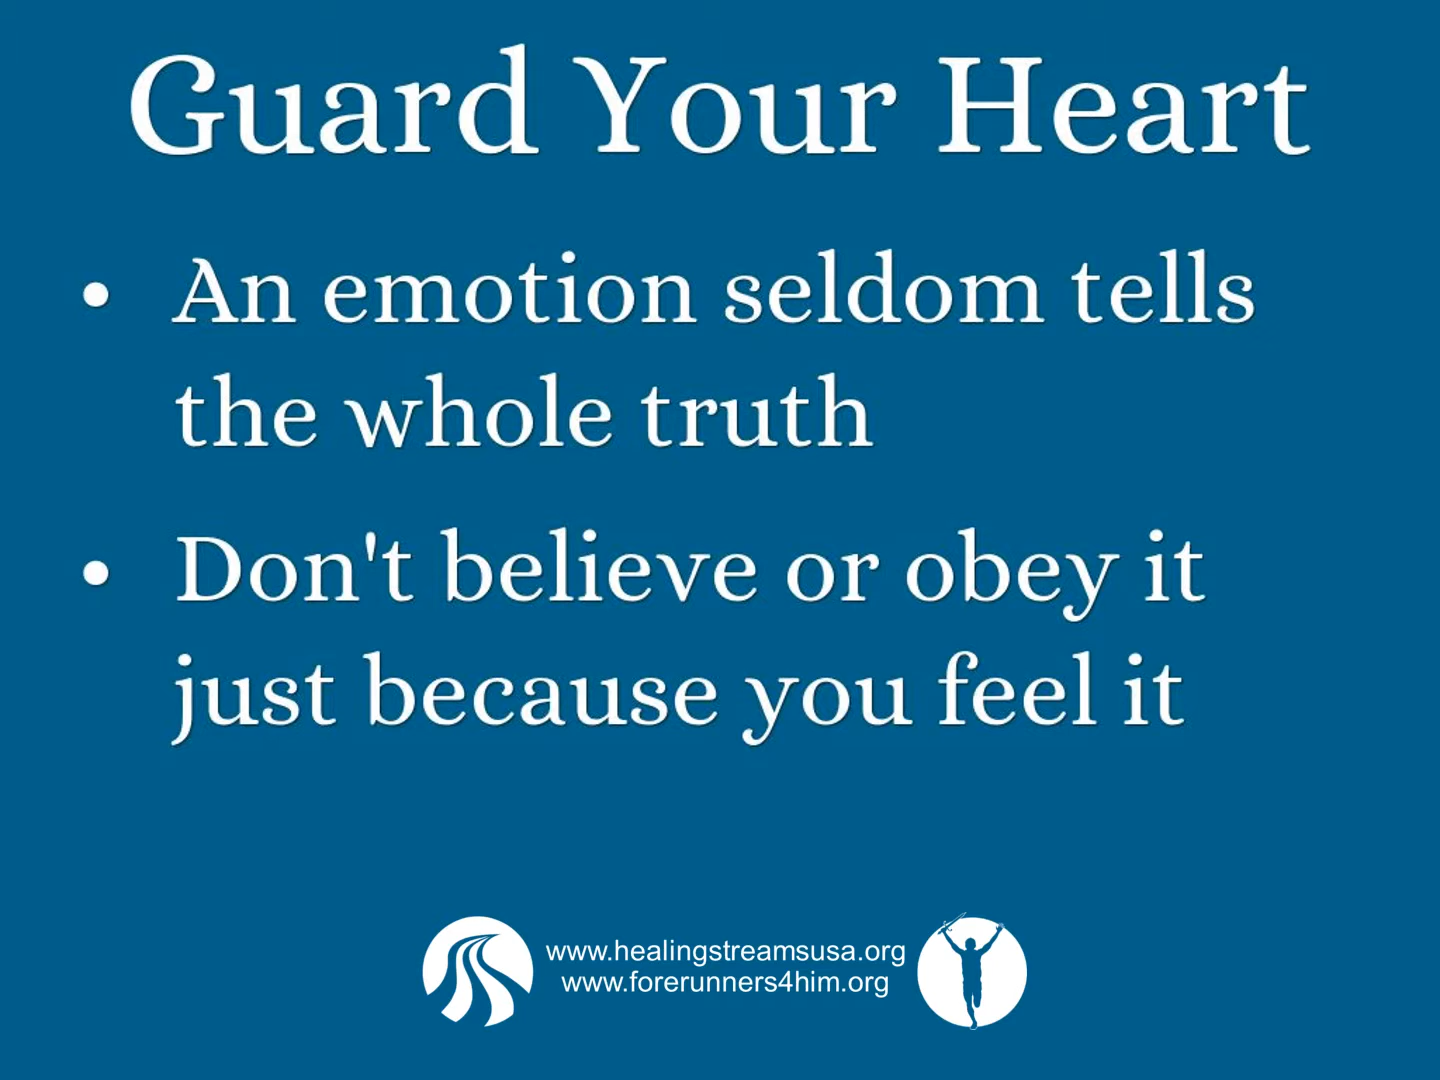 Guard Your Heart
• An emotion seldom tells
the whole truth
• Don't believe or obey it
just because you feel it
www.healingstreamsusa.org
www.forerunners4him.org